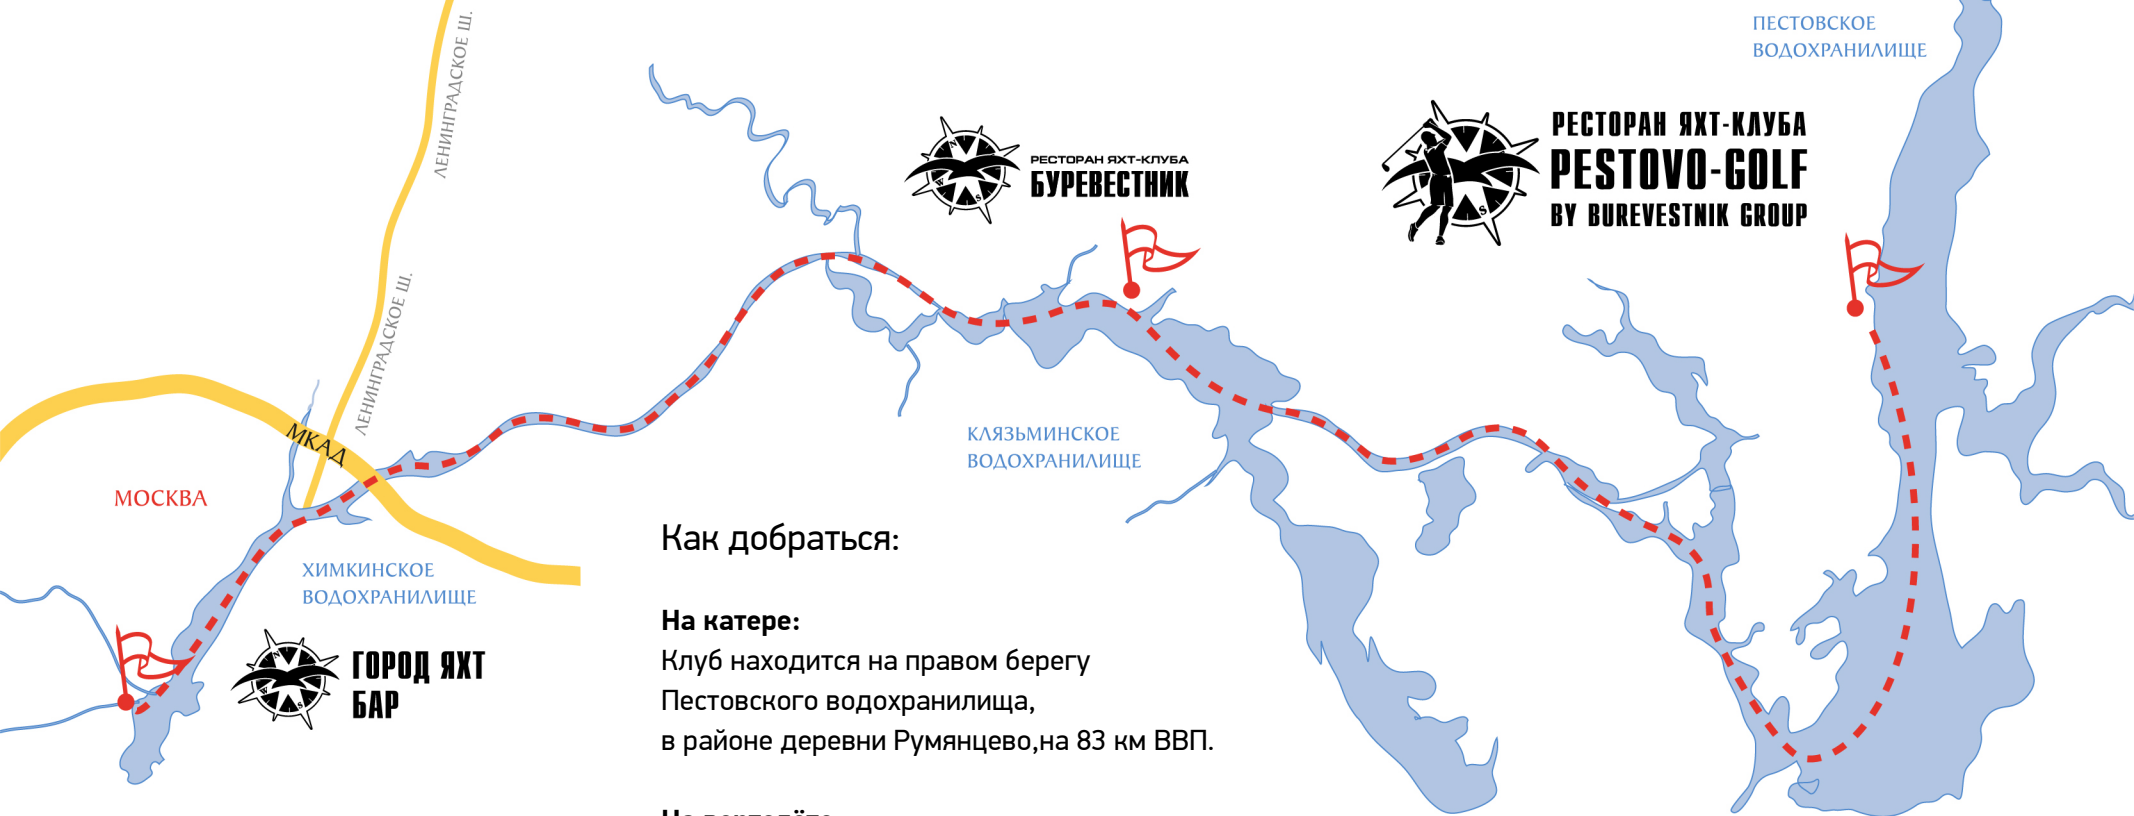 ПЕСТОВСКОЕ
ВОДОХРАНИЛИЩЕ
ЛЕНИНГРАДСКОЕ Ш.
РЕСТОРАН ЯХТ-КЛУБА
БУРЕВЕСТНИК
РЕСТОРАН ЯХТ-КЛУБА
PESTOVO-GOLF
BY BUREVESTNIK GROUP
ЛЕНИНГРАДСКОЕ Ш.
МКАД
КЛЯЗЬМИНСКОЕ
ВОДОХРАНИЛИЩЕ
МОСКВА
ХИМКИНСКОЕ
ВОДОХРАНИЛИЩЕ
ГОРОД ЯХТ
БАР
Как добраться:
На катере:
Клуб находится на правом берегу
Пестовского водохранилища,
в районе деревни Румянцево,на 83 км ВВП.